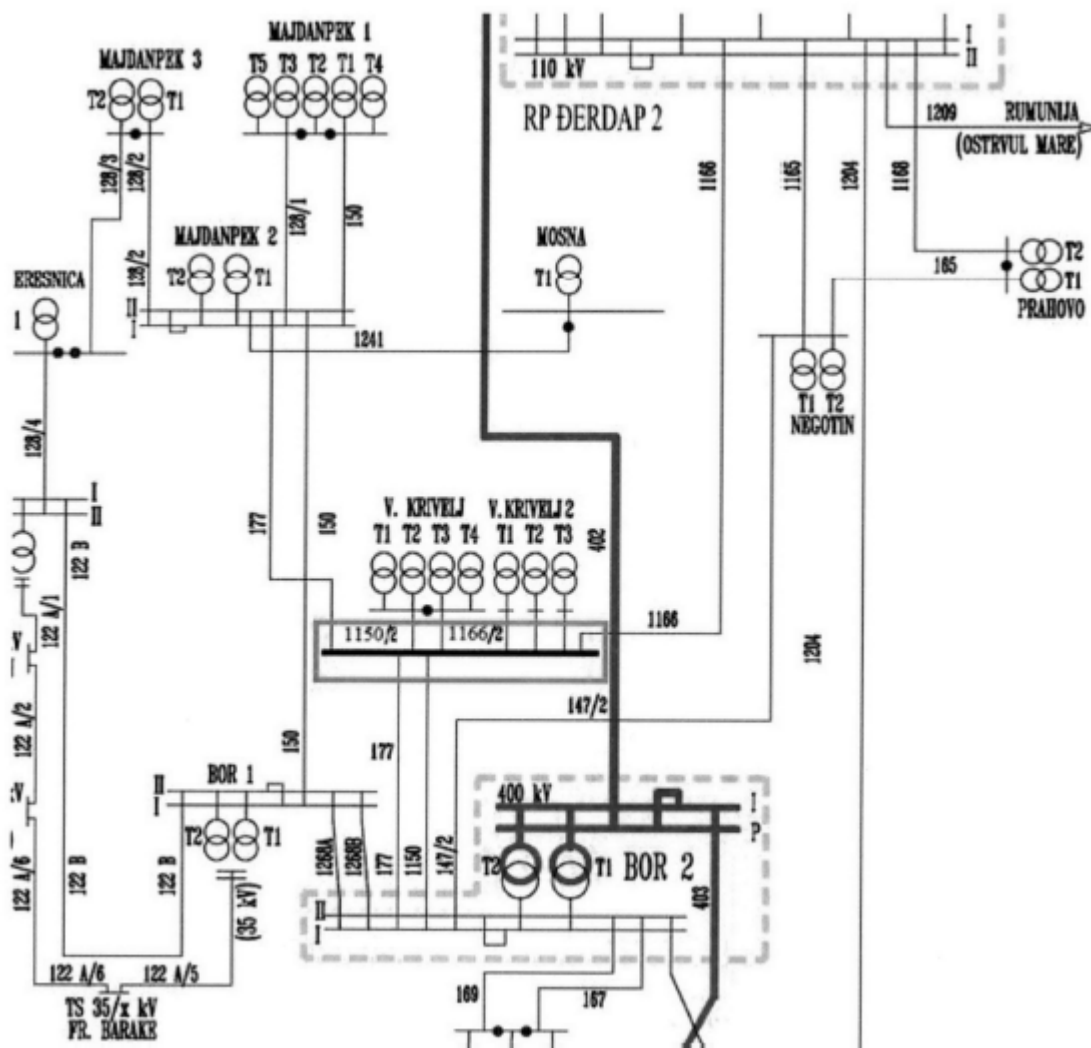 MAJDANPEK 3
T2 T1
MAJDANPEK 1
T5 T3 T2 T1 T4
I
II
110 kV
RP ĐERDAP 2
1209
RUMUNIJA
(OSTRVUL MARE)
128/3
128/2
128/1
150
1166
1165
1204
1168
MAJDANPEK 2
T2 T1
128/2
II
I
MOSNA
T1
165
T2
T1
PRAHOVO
ERESNICA
1
1241
T1 T2
NEGOTIN
128/4
I
II
177
150
V. KRIVELJ
T1 T2 T3 T4
V.KRIVELJ 2
T1 T2 T3
402
122 B
122 A/1
V
1150/2
1166/2
1166
1204
122 A/2
150
177
147/2
BOR 1
II
I
T2 T1
(35 kV)
V
122 A/6
122 B
122 B
1268A
1268B
177
1150
147/2
400 kV
I
P
T2 T1
BOR 2
403
II
I
122 A/6
122 A/5
TS 35/x kV
FR. BARAKE
169
167